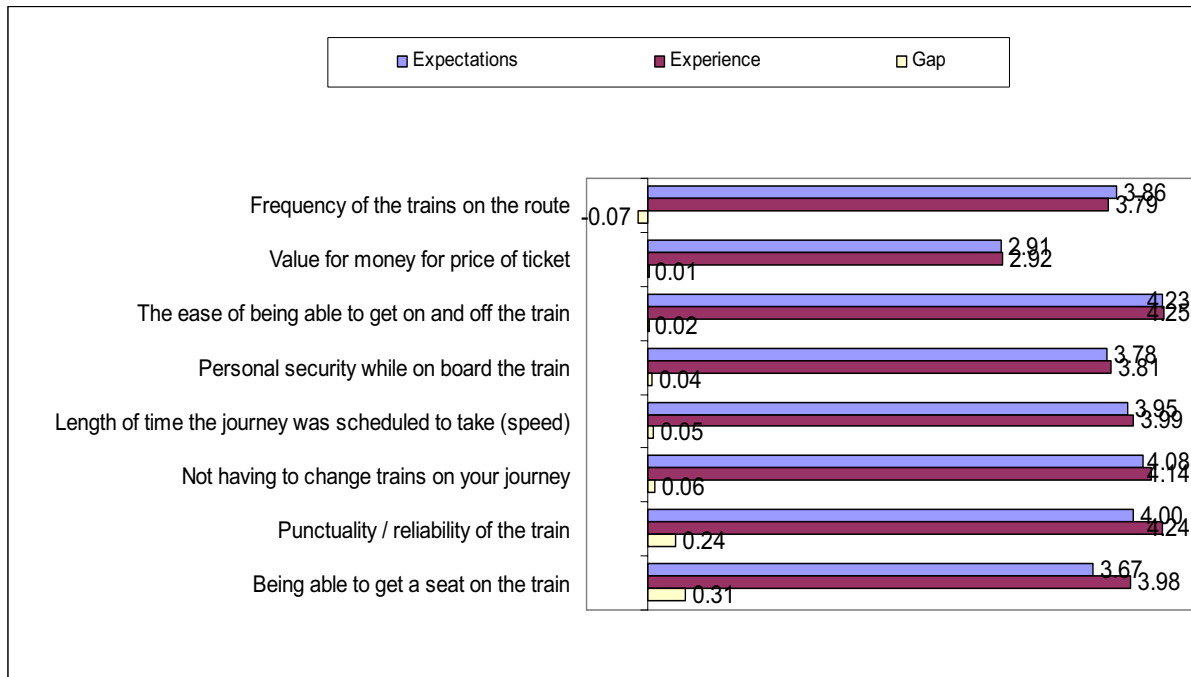 Expectations Experience Gap
Frequency of the trains on the route 3.86
3.79
-0.07
Value for money for price of ticket 2.91
2.92
0.01
The ease of being able to get on and off the train 4.23
4.25
0.02
Personal security while on board the train 3.78
3.81
0.04
Length of time the journey was scheduled to take (speed) 3.95
3.99
0.05
Not having to change trains on your journey 4.08
4.14
0.06
Punctuality / reliability of the train 4.00
4.24
0.24
Being able to get a seat on the train 3.67
3.98
0.31